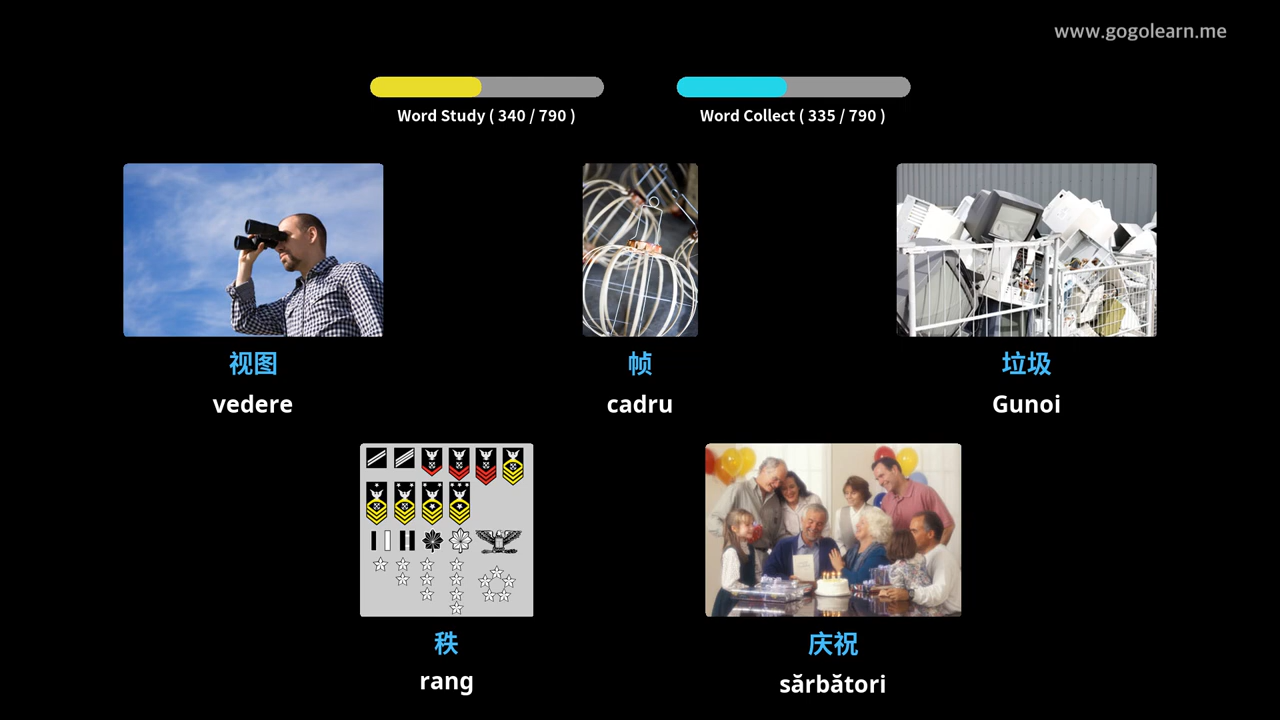 www.gogolearn.me
Word Study ( 340 / 790 )
Word Collect ( 335 / 790 )
视图
vedere
帧
cadru
垃圾
Gunoi
秩
rang
庆祝
sărbători